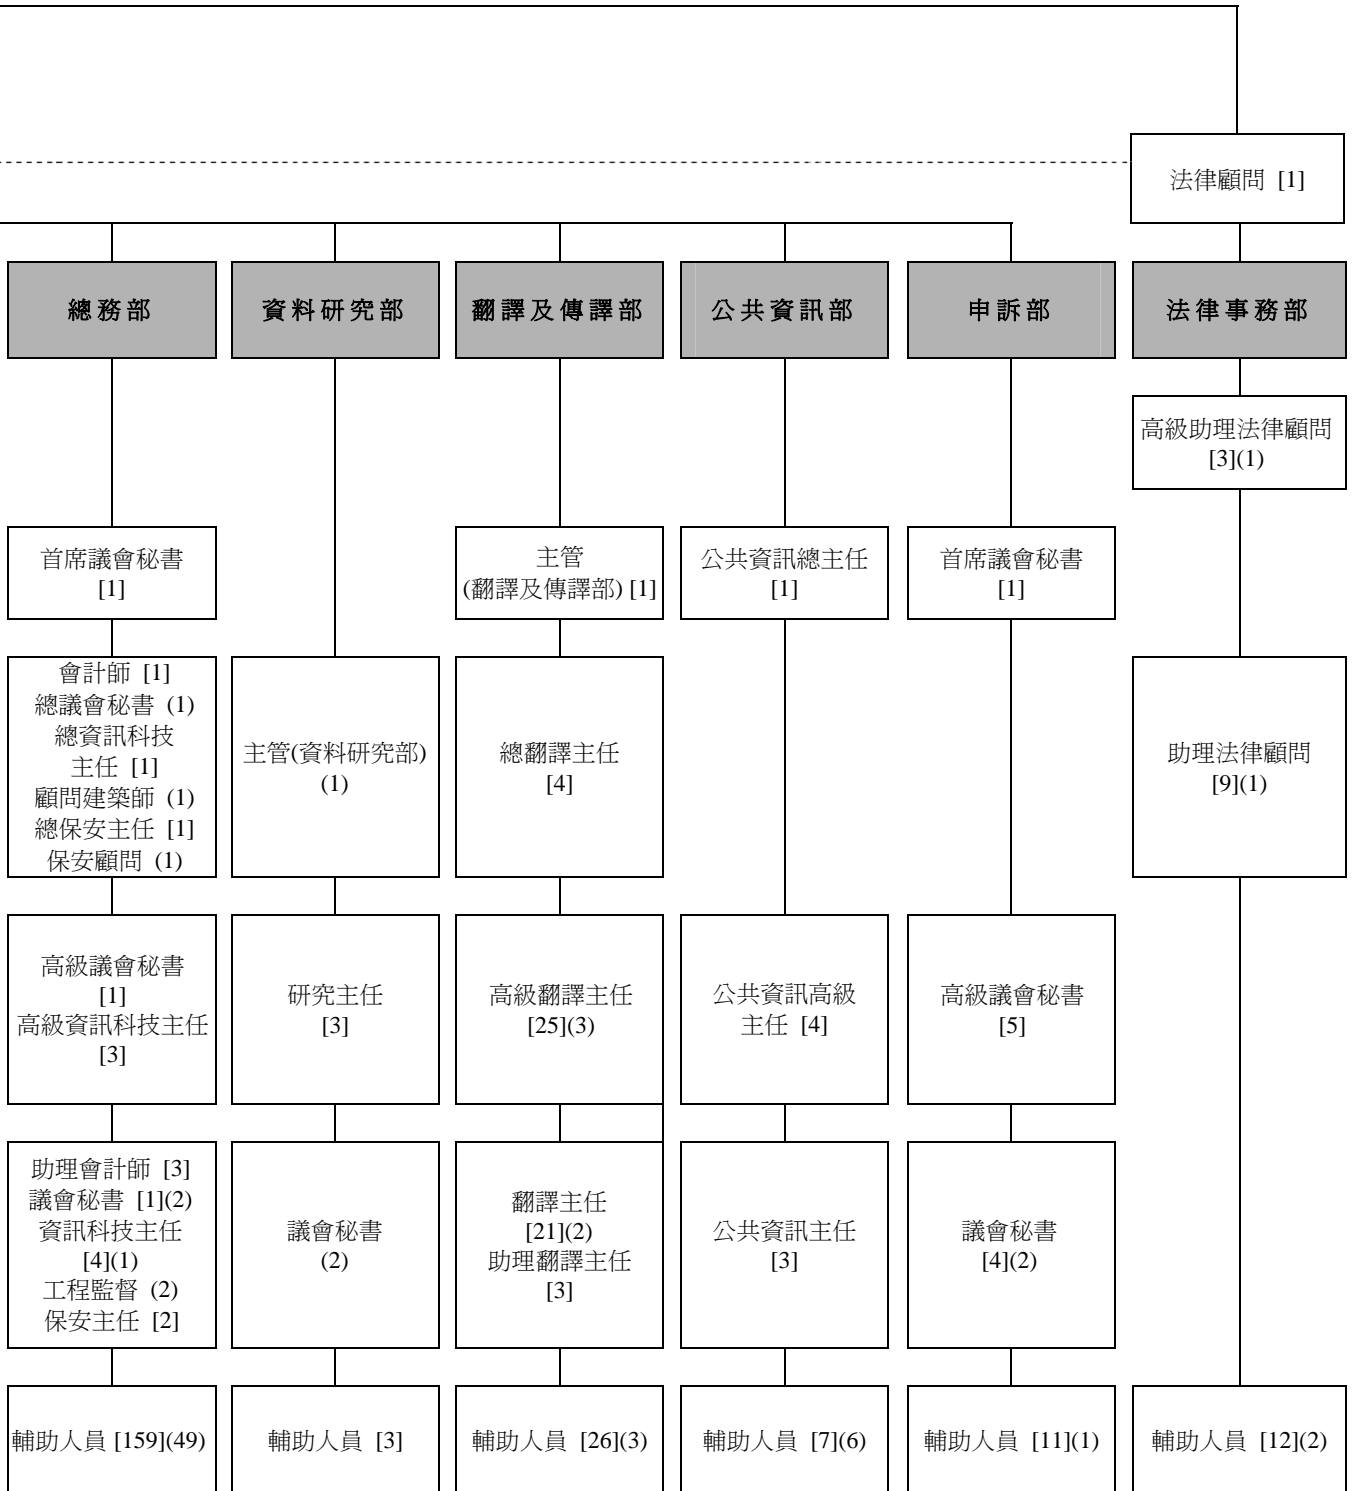 法律顧問 [1]
總務部
資料研究部
翻譯及傳譯部
公共資訊部
申訴部
法律事務部
高級助理法律顧問
[3](1)
首席議會秘書
[1]
主管
(翻譯及傳譯部) [1]
公共資訊總主任
[1]
首席議會秘書
[1]
會計師 [1]
總議會秘書 (1)
總資訊科技
主任 [1]
顧問建築師 (1)
總保安主任 [1]
保安顧問 (1)
主管(資料研究部)
(1)
總翻譯主任
[4]
助理法律顧問
[9](1)
高級議會秘書
[1]
高級資訊科技主任
[3]
研究主任
[3]
高級翻譯主任
[25](3)
公共資訊高級
主任 [4]
高級議會秘書
[5]
助理會計師 [3]
議會秘書 [1](2)
資訊科技主任
[4](1)
工程監督 (2)
保安主任 [2]
議會秘書
(2)
翻譯主任
[21](2)
助理翻譯主任
[3]
公共資訊主任
[3]
議會秘書
[4](2)
輔助人員 [159](49)
輔助人員 [3]
輔助人員 [26](3)
輔助人員 [7](6)
輔助人員 [11](1)
輔助人員 [12](2)